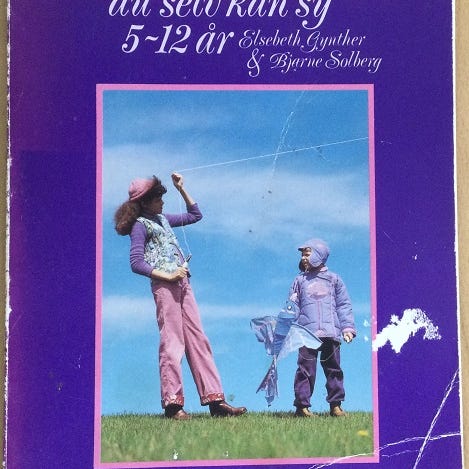 du selv kan sy
5~12 år Elsebeth Gynther
& Bjarne Solberg